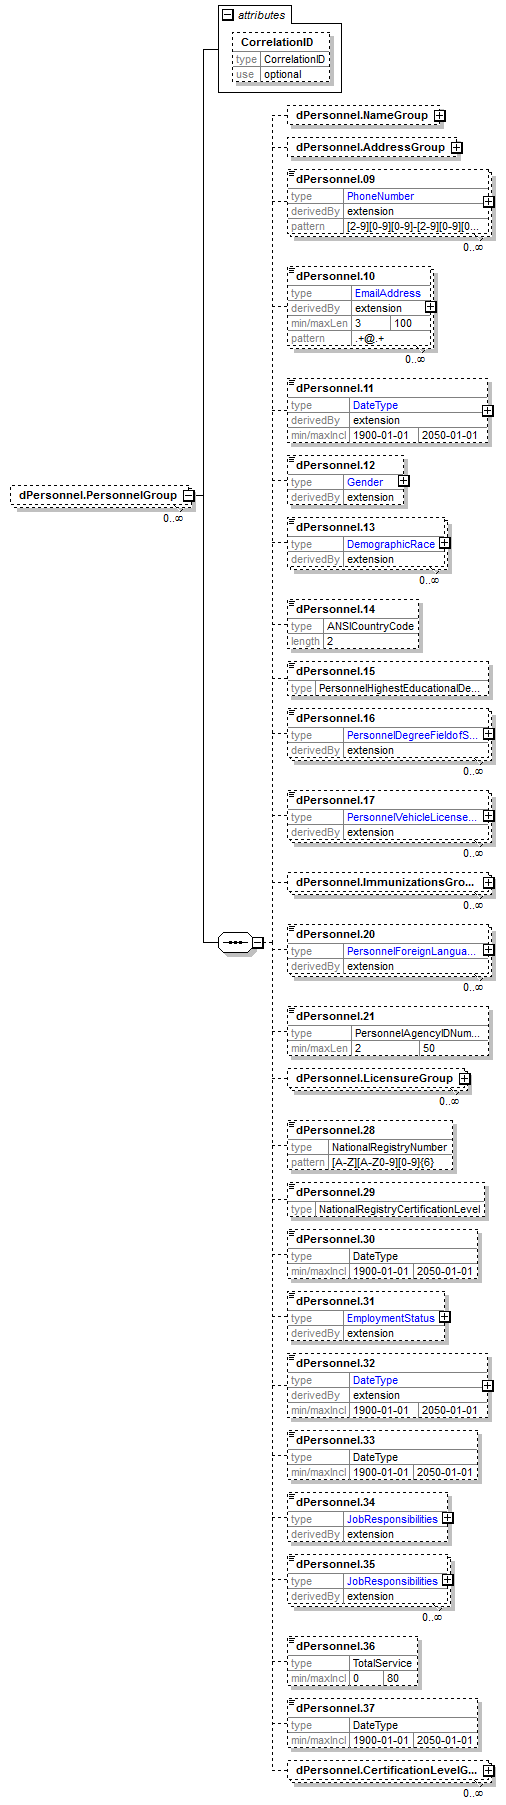 attributes
CorrelationID
type CorrelationID
use optional
dPersonnel.NameGroup
dPersonnel.AddressGroup
dPersonnel.09
type PhoneNumber
derivedBy extension
pattern [2-9][0-9][0-9]-[2-9][0-9][0...
0..∞
dPersonnel.10
type EmailAddress
derivedBy extension
min/maxLen 3 100
pattern .+@.+
0..∞
dPersonnel.11
type DateType
derivedBy extension
min/maxIncl 1900-01-01 2050-01-01
dPersonnel.12
type Gender
derivedBy extension
dPersonnel.PersonnelGroup
0..∞
dPersonnel.13
type DemographicRace
derivedBy extension
0..∞
dPersonnel.14
type ANSICountryCode
length 2
dPersonnel.15
type PersonnelHighestEducationalDe...
dPersonnel.16
type PersonnelDegreeFieldofS...
derivedBy extension
0..∞
dPersonnel.17
type PersonnelVehicleLicense...
derivedBy extension
0..∞
dPersonnel.ImmunizationsGro...
0..∞
dPersonnel.20
type PersonnelForeignLangua...
derivedBy extension
0..∞
dPersonnel.21
type PersonnelAgencyIDNum...
min/maxLen 2 50
dPersonnel.LicensureGroup
0..∞
dPersonnel.28
type NationalRegistryNumber
pattern [A-Z][A-Z0-9][0-9]{6}
dPersonnel.29
type NationalRegistryCertificationLevel
dPersonnel.30
type DateType
min/maxIncl 1900-01-01 2050-01-01
dPersonnel.31
type EmploymentStatus
derivedBy extension
dPersonnel.32
type DateType
derivedBy extension
min/maxIncl 1900-01-01 2050-01-01
dPersonnel.33
type DateType
min/maxIncl 1900-01-01 2050-01-01
dPersonnel.34
type JobResponsibilities
derivedBy extension
dPersonnel.35
type JobResponsibilities
derivedBy extension
0..∞
dPersonnel.36
type TotalService
min/maxIncl 0 80
dPersonnel.37
type DateType
min/maxIncl 1900-01-01 2050-01-01
dPersonnel.CertificationLevelG...
0..∞